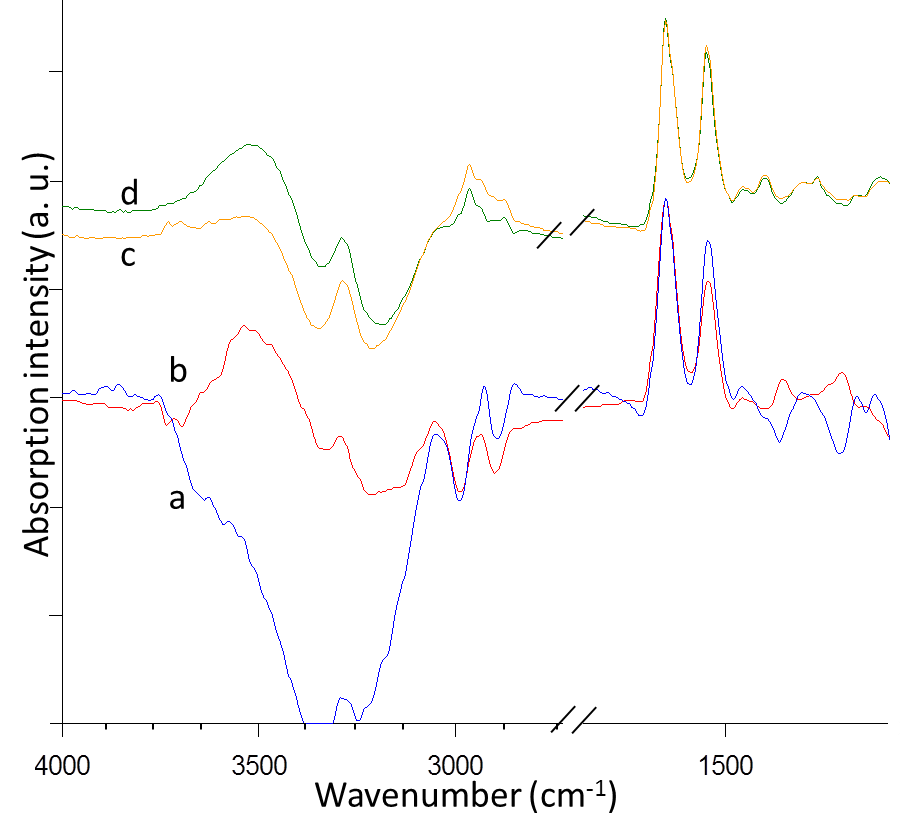 Absorption intensity (a. u.)
d
c
b
a
4000 3500 3000 1500
Wavenumber (cm-1)